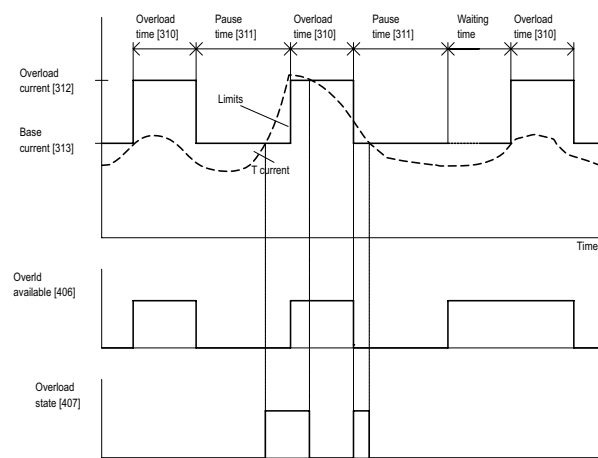 Overload
time [310]
Pause
time [311]
Overload
time [310]
Pause
time [311]
Waiting
time
Overload
time [310]
Overload
current [312]
Limits
Base
current [313]
T current
Time
Overld
available [406]
Overload
state [407]